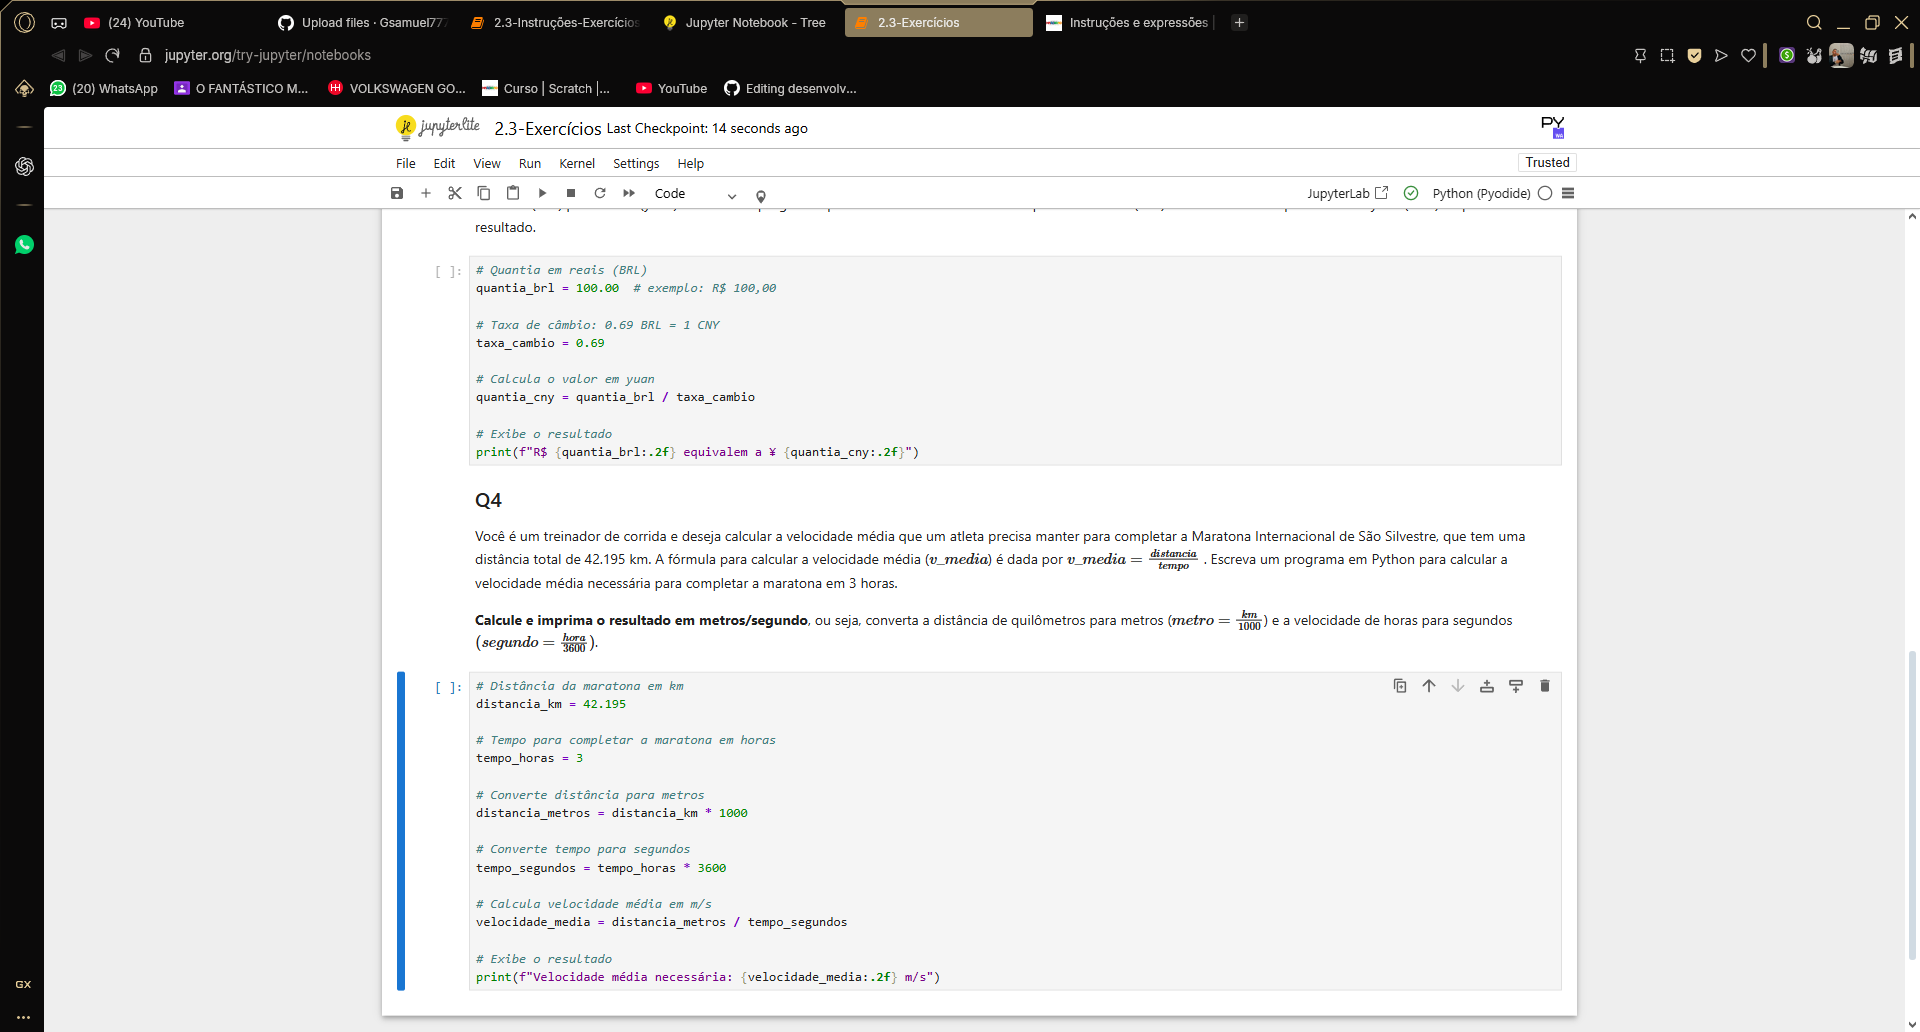 (24) YouTube
Upload files · Gsamuel777
2.3-Instruções-Exercício
Jupyter Notebook - Tree
2.3-Exercícios
Instruções e expressões
jupyter.org/try-jupyter/notebooks
(20) WhatsApp
O FANTÁSTICO M...
VOLKSWAGEN GO...
Curso | Scratch |...
YouTube
Editing desenvolv...
jupyterlite 2.3-Exercícios Last Checkpoint: 14 seconds ago
PY
File Edit View Run Kernel Settings Help
Trusted
Code
JupyterLab
Python (Pyodide)
resultado.
[ ]:
# Quantia em reais (BRL)
quantia_brl = 100.00  # exemplo: R$ 100,00
# Taxa de câmbio: 0.69 BRL = 1 CNY
taxa_cambio = 0.69
# Calcula o valor em yuan
quantia_cny = quantia_brl / taxa_cambio
# Exibe o resultado
print(f"R$ {quantia_brl:.2f} equivalem a ¥ {quantia_cny:.2f}")
Q4
Você é um treinador de corrida e deseja calcular a velocidade média que um atleta precisa manter para completar a Maratona Internacional de São Silvestre, que tem uma
distância total de 42.195 km. A fórmula para calcular a velocidade média (v_media) é dada por v_media = distancia/tempo . Escreva um programa em Python para calcular a
velocidade média necessária para completar a maratona em 3 horas.
Calcule e imprima o resultado em metros/segundo, ou seja, converta a distância de quilômetros para metros (metro = km/1000) e a velocidade de horas para segundos
(segundo = hora/3600).
[ ]:
# Distância da maratona em km
distancia_km = 42.195
# Tempo para completar a maratona em horas
tempo_horas = 3
# Converte distância para metros
distancia_metros = distancia_km * 1000
# Converte tempo para segundos
tempo_segundos = tempo_horas * 3600
# Calcula velocidade média em m/s
velocidade_media = distancia_metros / tempo_segundos
# Exibe o resultado
print(f"Velocidade média necessária: {velocidade_media:.2f} m/s")
GX